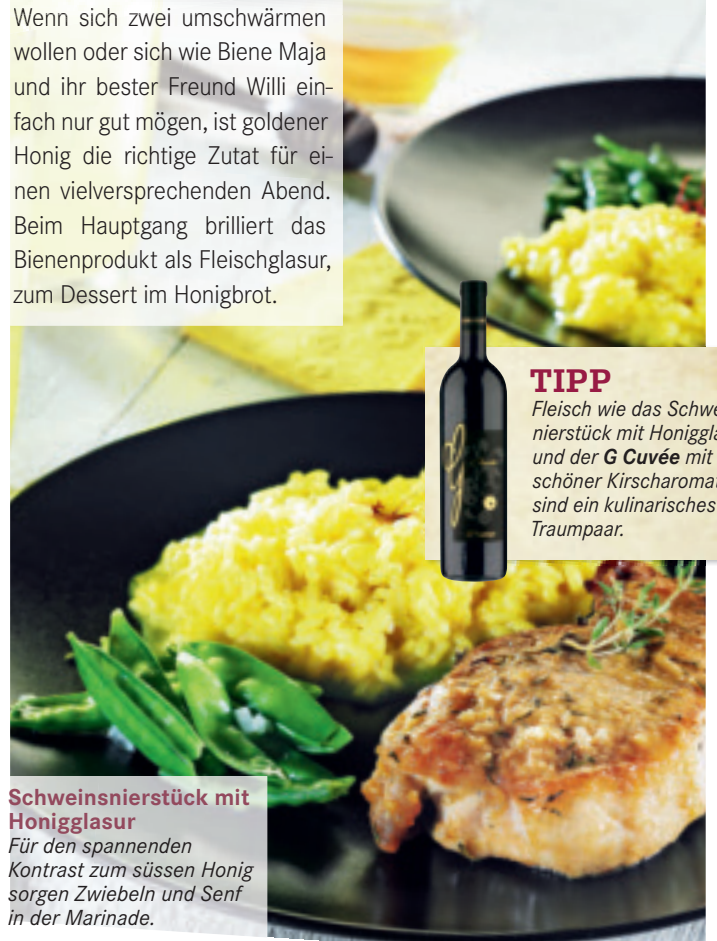 Wenn sich zwei umschwärmen
wollen oder sich wie Biene Maja
und ihr bester Freund Willi ein-
fach nur gut mögen, ist goldener
Honig die richtige Zutat für ei-
nen vielversprechenden Abend.
Beim Hauptgang brilliert das
Bienenprodukt als Fleischglasur,
zum Dessert im Honigbrot.
TIPP
Fleisch wie das Schwe
nierstück mit Honiggla
und der G Cuvée mit
schöner Kirscharomat
sind ein kulinarisches
Traumpaar.
Schweinsnierstück mit
Honigglasur
Für den spannenden
Kontrast zum süssen Honig
sorgen Zwiebeln und Senf
in der Marinade.